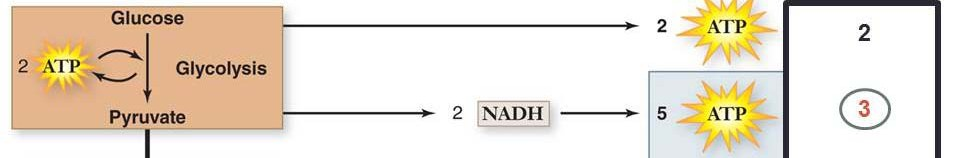 Glucose
2 ATP
2
2 ATP
Glycolysis
Pyruvate
2 NADH
5 ATP
3